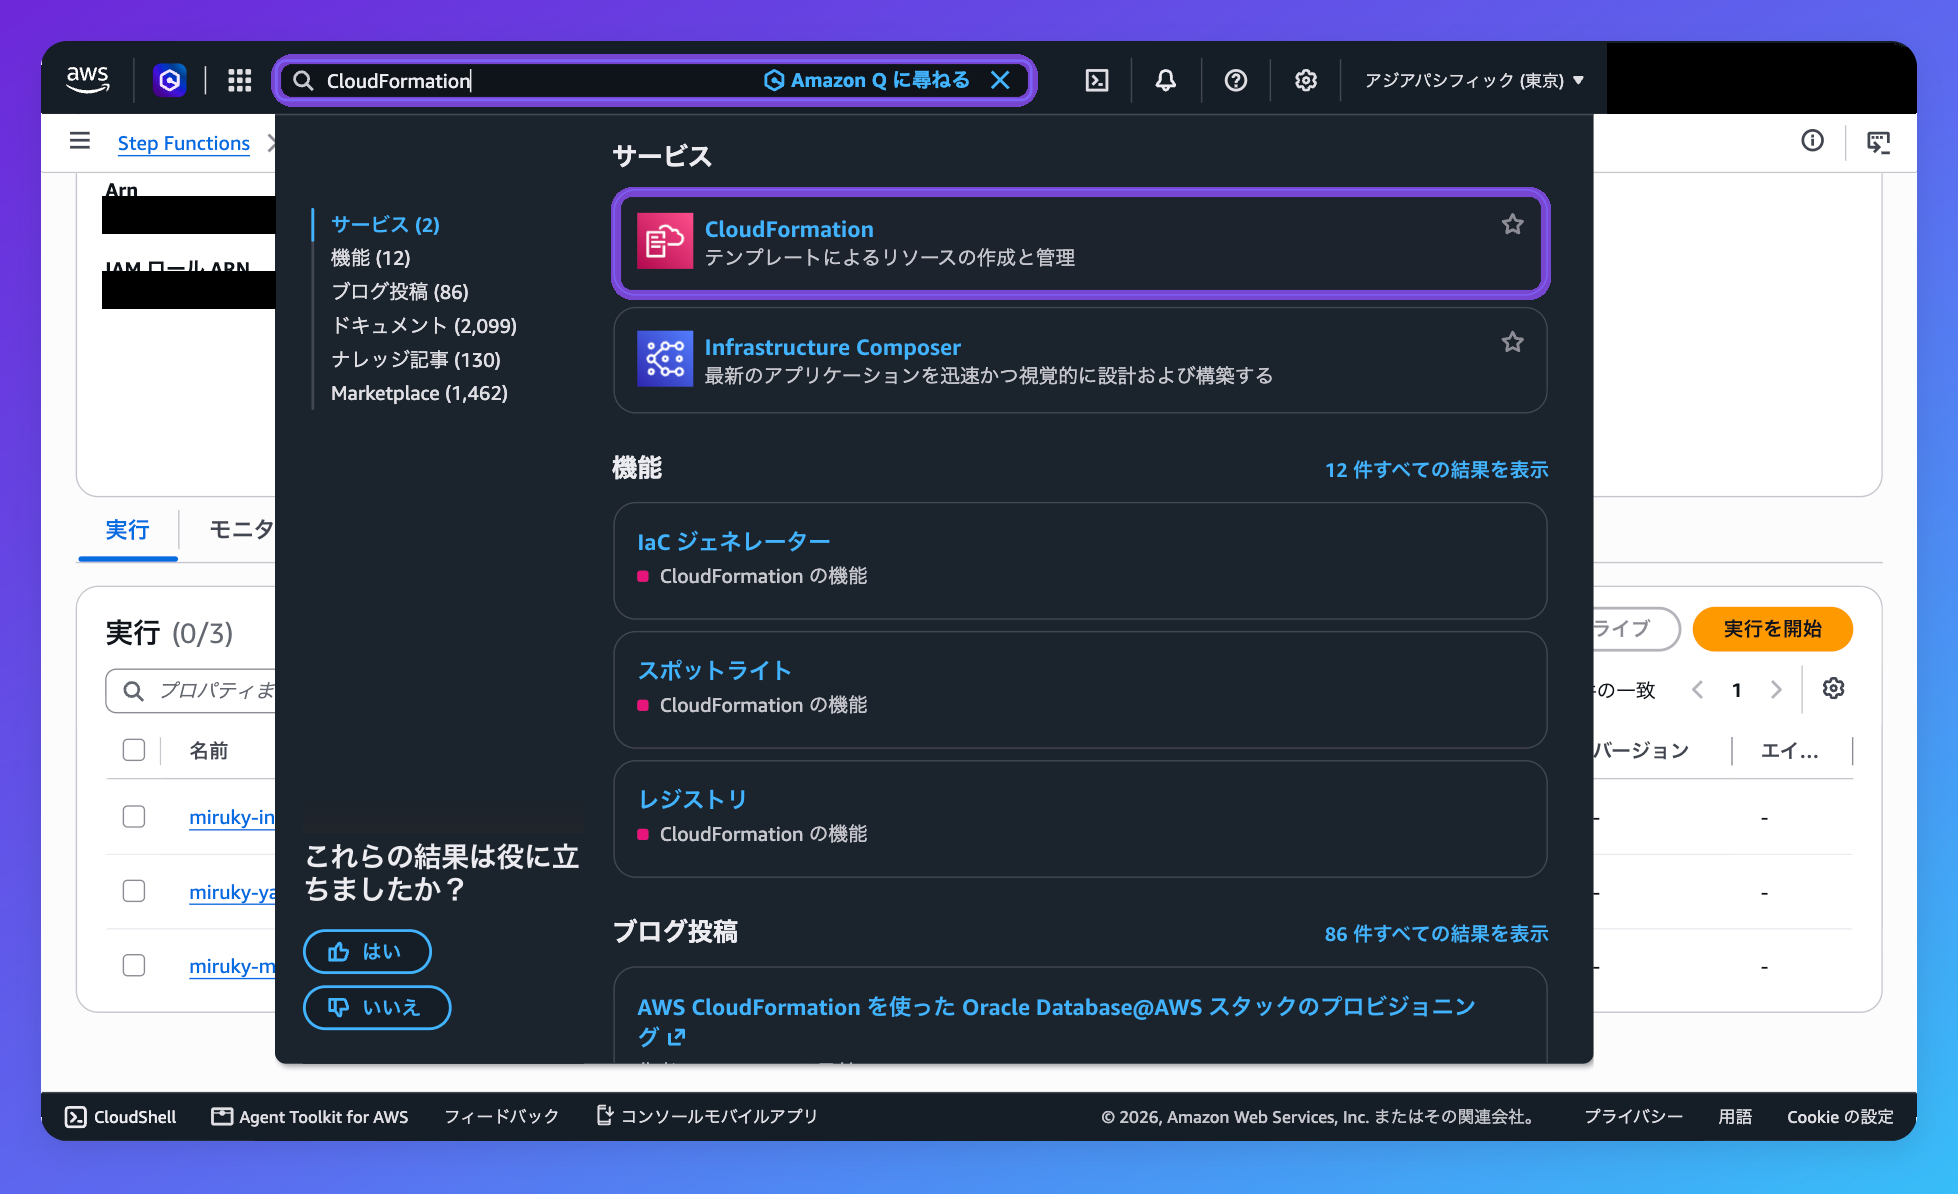 aws
CloudFormation
Amazon Q に尋ねる
アジアパシフィック (東京)
Step Functions
Arn
IAM ロール ARN
実行
モニタ
実行 (0/3)
プロパティま
名前
miruky-in
miruky-ya
miruky-m
サービス (2)
機能 (12)
ブログ投稿 (86)
ドキュメント (2,099)
ナレッジ記事 (130)
Marketplace (1,462)
これらの結果は役に立
ちましたか？
はい
いいえ
サービス
CloudFormation
テンプレートによるリソースの作成と管理
Infrastructure Composer
最新のアプリケーションを迅速かつ視覚的に設計および構築する
機能
12 件すべての結果を表示
IaC ジェネレーター
CloudFormation の機能
スポットライト
CloudFormation の機能
レジストリ
CloudFormation の機能
ブログ投稿
86 件すべての結果を表示
AWS CloudFormation を使った Oracle Database@AWS スタックのプロビジョニン
グ
ライブ
実行を開始
の一致
1
バージョン
エイ...
-
-
-
-
-
-
CloudShell
Agent Toolkit for AWS
フィードバック
コンソールモバイルアプリ
© 2026, Amazon Web Services, Inc. またはその関連会社。
プライバシー
用語
Cookie の設定